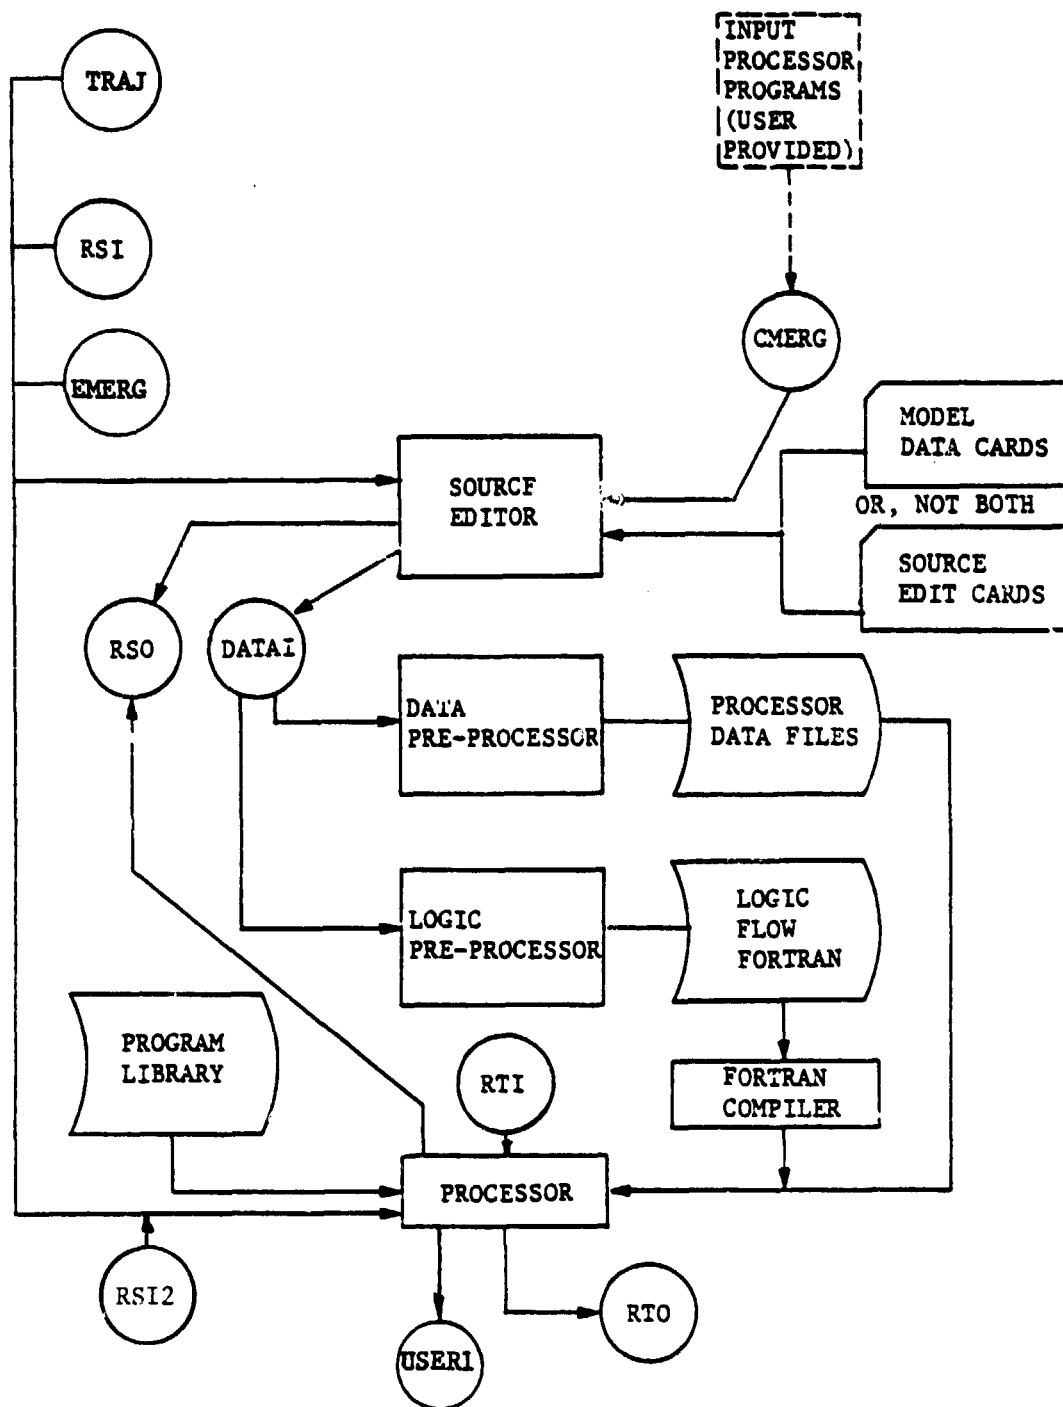 INPUT
PROCESSOR
PROGRAMS
(USER
PROVIDED)
TRAJ
RSI
CMERG
EMERG
MODEL
DATA CARDS
SOURCF
EDITOR
OR, NOT BOTH
SOURCE
EDIT CARDS
RSO
DATAI
DATA
PRE-PROCESSOR
PROCESSOR
DATA FILES
LOGIC
PRE-PROCESSOR
LOGIC
FLOW
FORTRAN
PROGRAM
LIBRARY
RTI
FORTRAN
COMPILER
PROCESSOR
RSI2
RTO
USER1